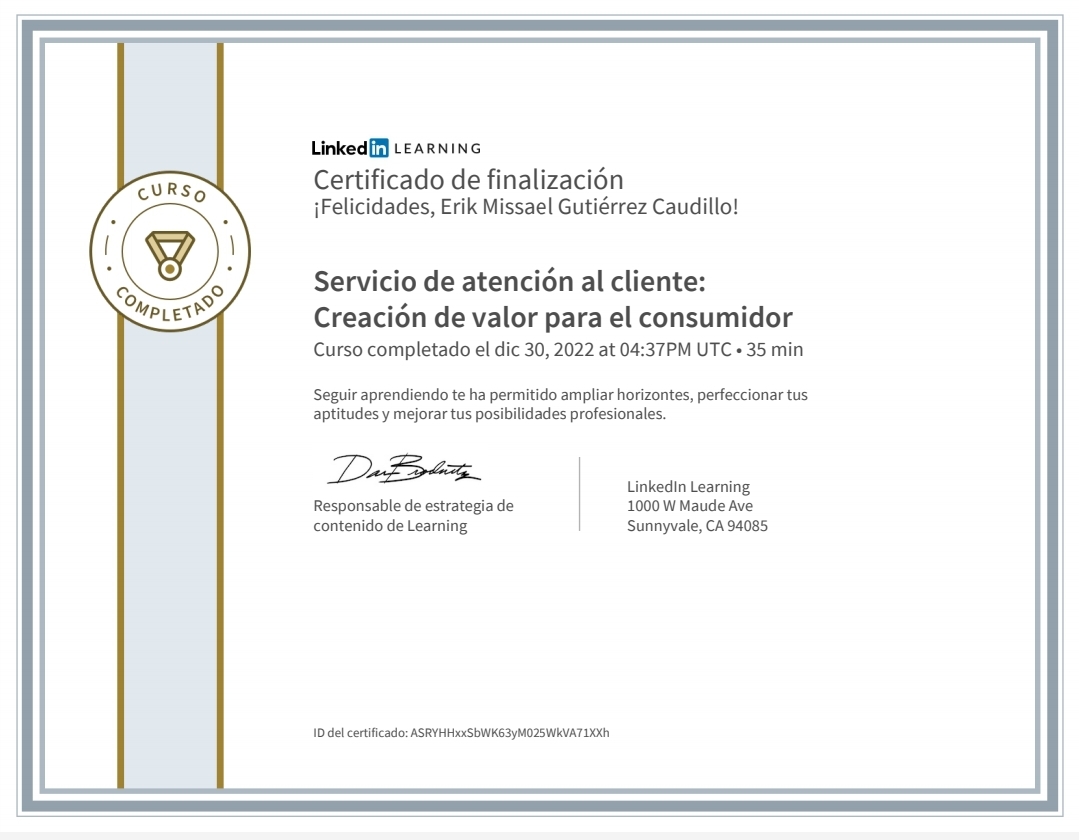 CURSO
COMPLETADO
Linkedin LEARNING
Certificado de finalización
¡Felicidades, Erik Missael Gutiérrez Caudillo!
Servicio de atención al cliente:
Creación de valor para el consumidor
Curso completado el dic 30, 2022 at 04:37PM UTC • 35 min
Seguir aprendiendo te ha permitido ampliar horizontes, perfeccionar tus
aptitudes y mejorar tus posibilidades profesionales.
Responsable de estrategia de
contenido de Learning
LinkedIn Learning
1000 W Maude Ave
Sunnyvale, CA 94085
ID del certificado: ASRYHHxxSbWK63yM025WkVA71XXh